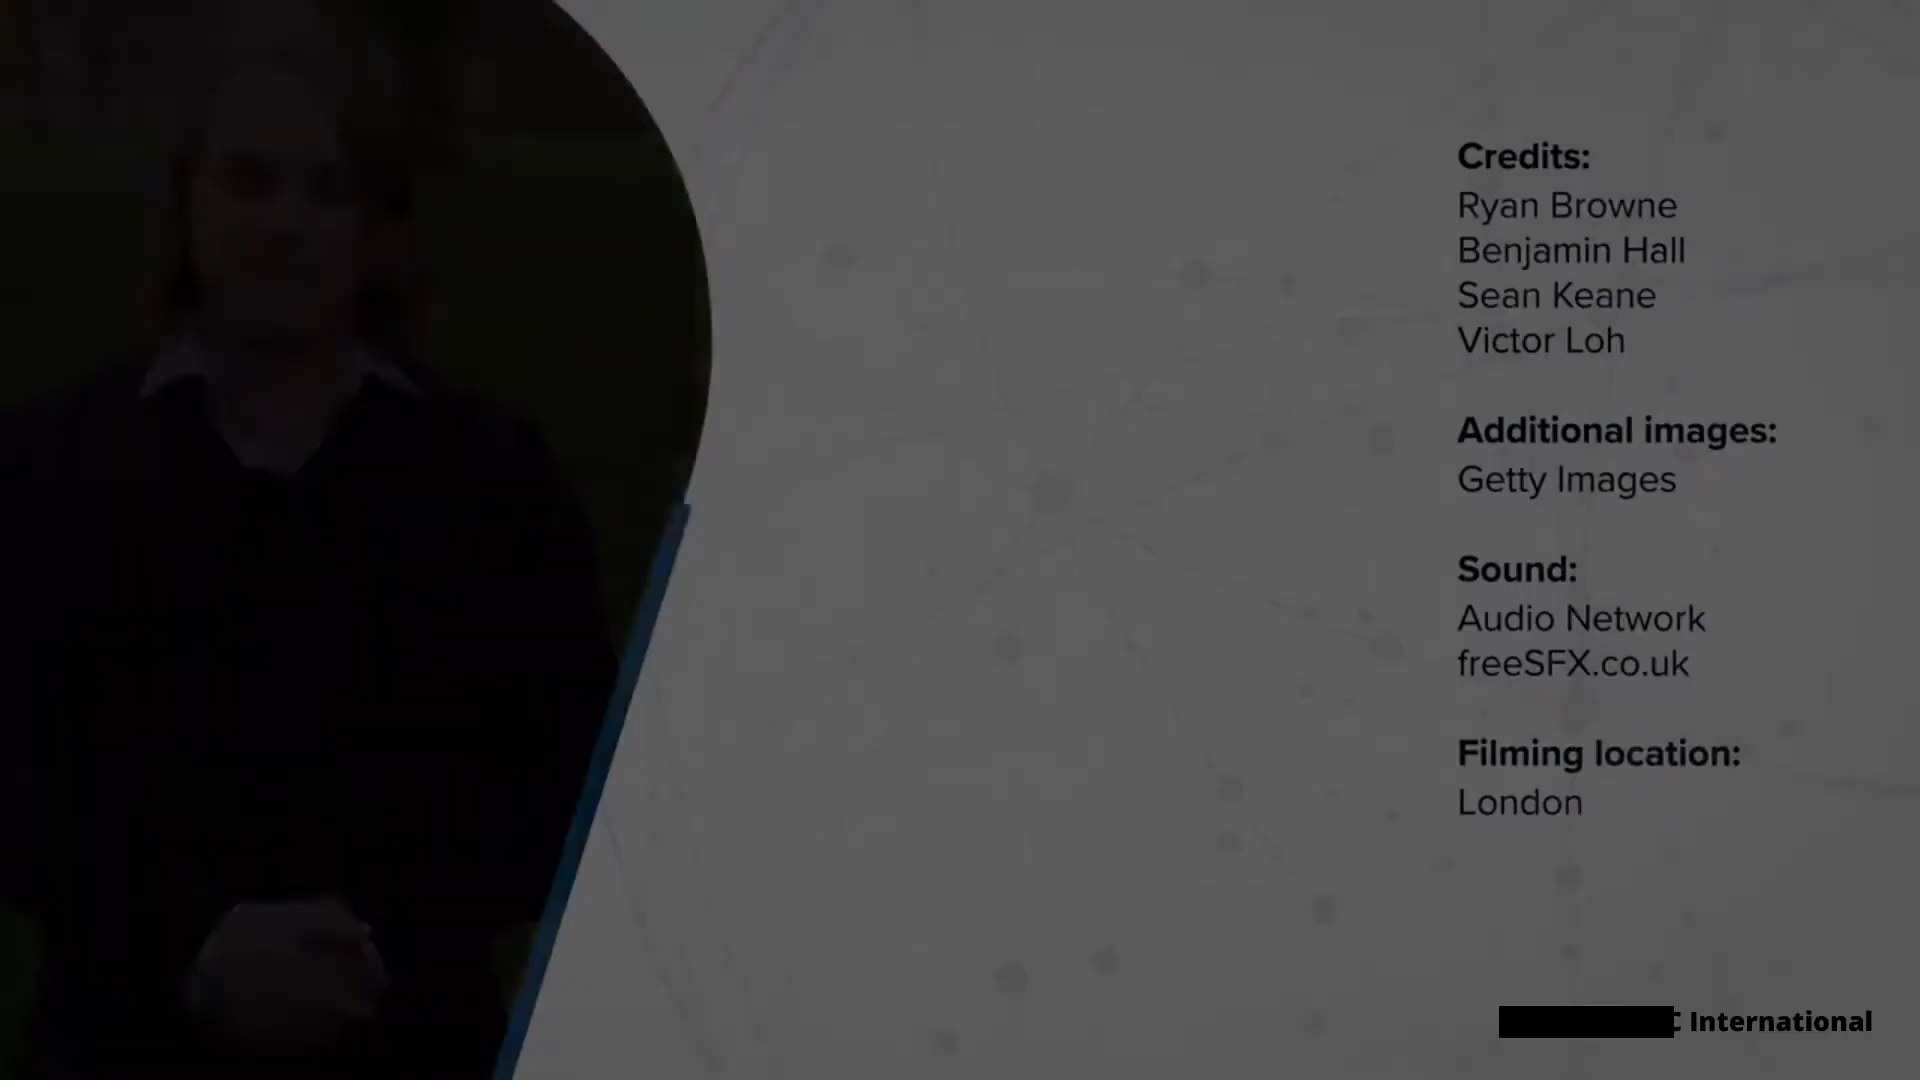 Credits:
Ryan Browne
Benjamin Hall
Sean Keane
Victor Loh
Additional images:
Getty Images
Sound:
Audio Network
freeSFX.co.uk
Filming location:
London
International